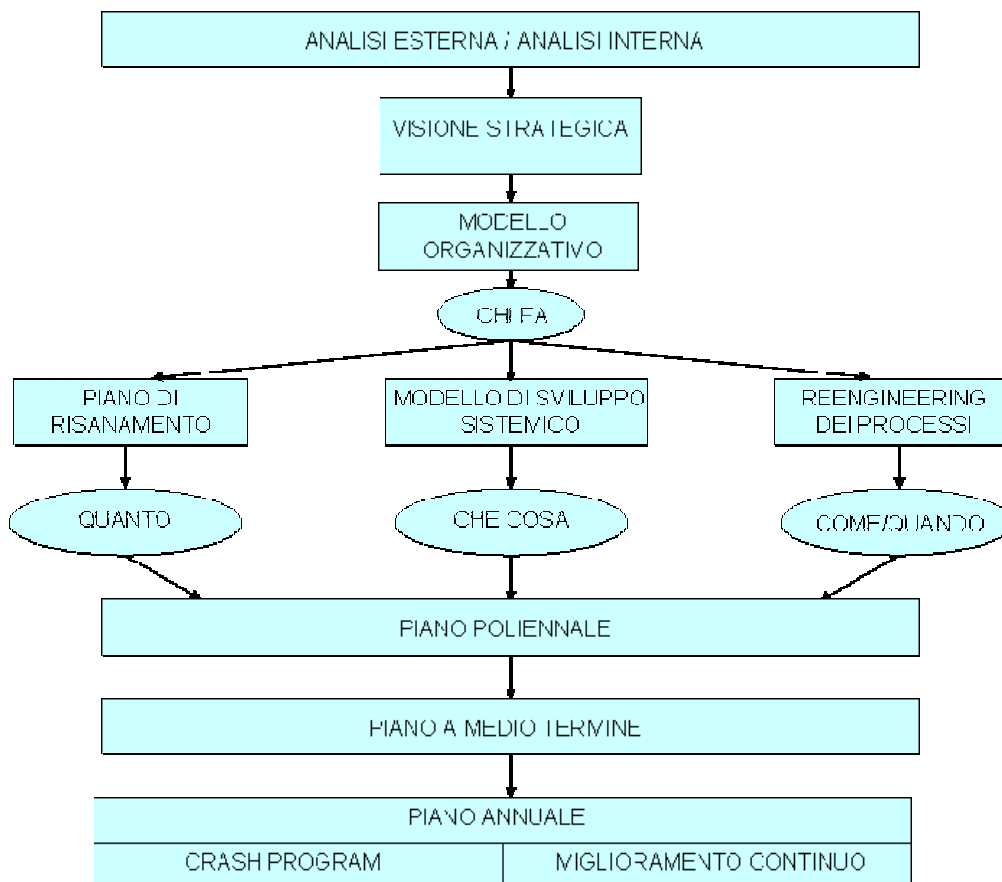 ANALISI ESTERNA / ANALISI INTERNA
VISIONE STRATEGICA
MODELLO
ORGANIZZATIVO
CHI FA
PIANO DI
RISANAMENTO
MODELLO DI SVILUPPO
SISTEMICO
REENGINEERING
DEI PROCESSI
QUANTO
CHE COSA
COME/QUANDO
PIANO POLIENNALE
PIANO A MEDIO TERMINE
PIANO ANNUALE
CRASH PROGRAM
MIGLIORAMENTO CONTINUO